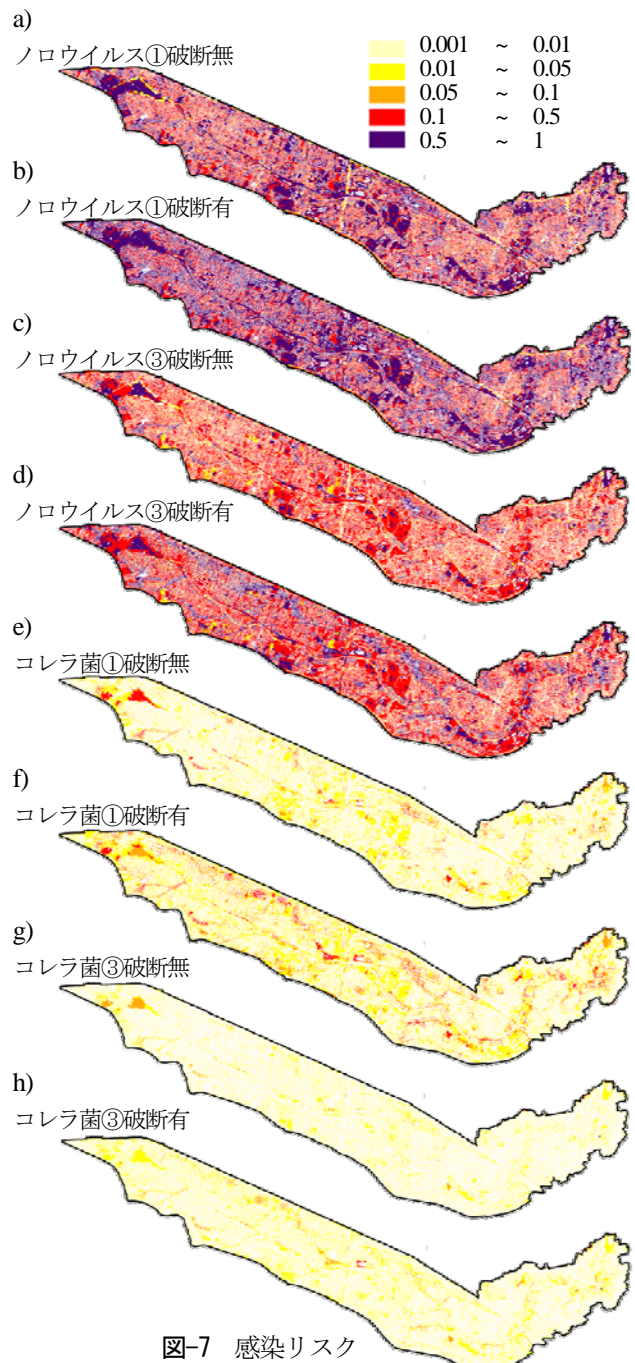 a)
ノロウイルス①破断無
0.001 ~ 0.01
0.01 ~ 0.05
0.05 ~ 0.1
0.1 ~ 0.5
0.5 ~ 1
b)
ノロウイルス①破断有
c)
ノロウイルス③破断無
d)
ノロウイルス③破断有
e)
コレラ菌①破断無
f)
コレラ菌①破断有
g)
コレラ菌③破断無
h)
コレラ菌③破断有
図-7 感染リスク